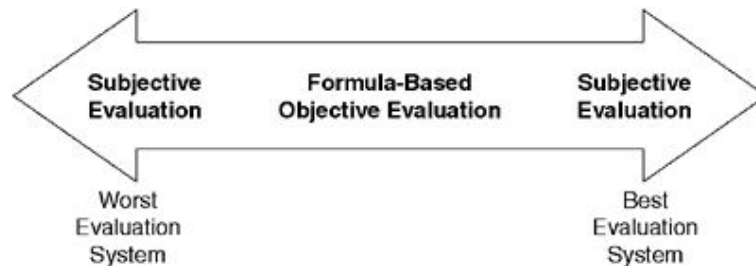 Subjective Formula-Based Subjective
Evaluation Objective Evaluation Evaluation
Worst Best
Evaluation Evaluation
System System